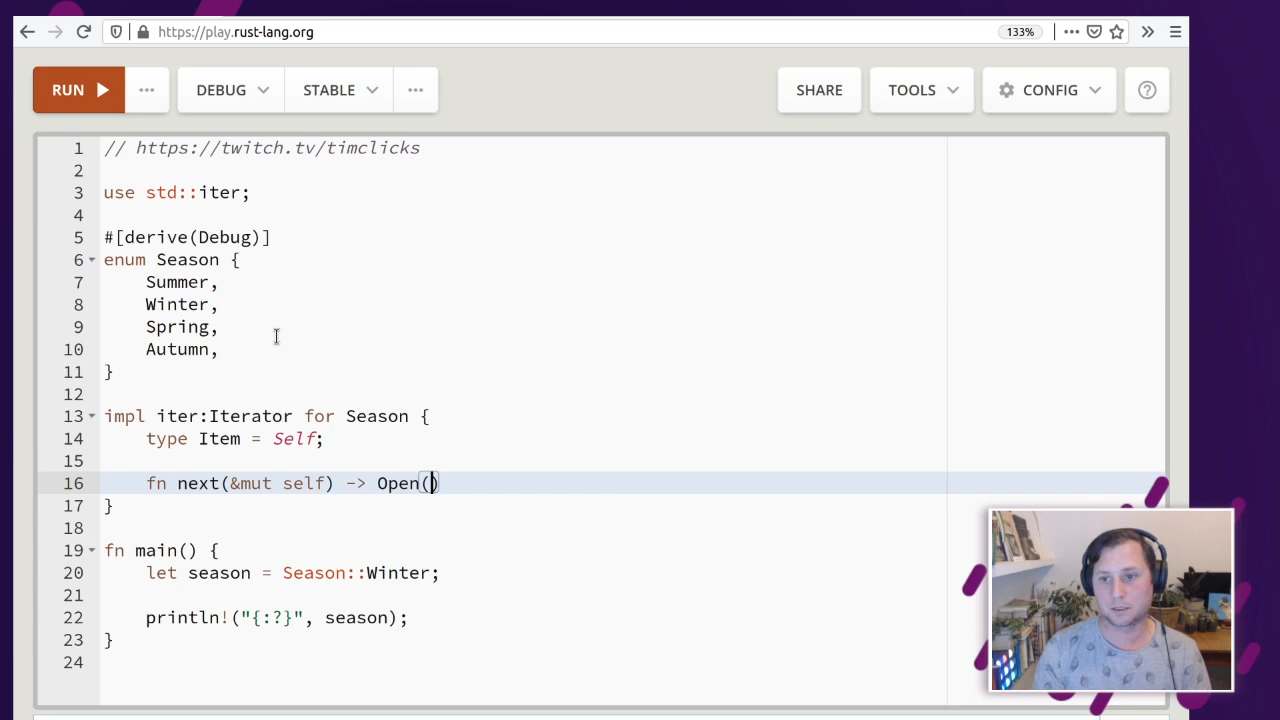 https://play.rust-lang.org
133%
RUN
DEBUG
STABLE
SHARE
TOOLS
CONFIG
1 // https://twitch.tv/timclicks
2
3 use std::iter;
4
5 #[derive(Debug)]
6 enum Season {
7 Summer,
8 Winter,
9 Spring,
10 Autumn,
11 }
12
13 impl iter:Iterator for Season {
14 type Item = Self;
15
16 fn next(&mut self) -> Open()
17 }
18
19 fn main() {
20 let season = Season::Winter;
21
22 println!("{:?}", season);
23 }
24